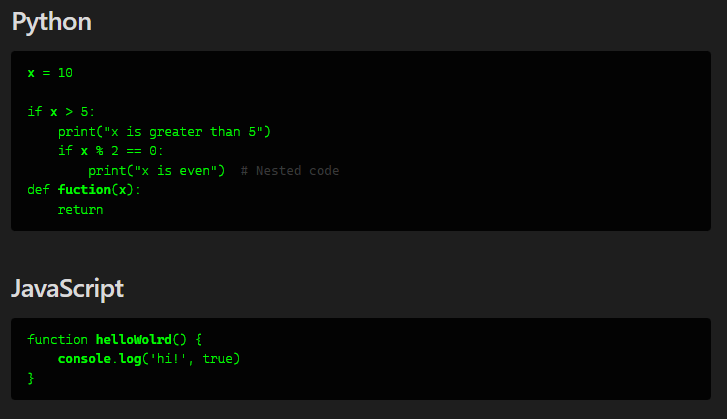 Python
x = 10
if x > 5:
    print("x is greater than 5")
    if x % 2 == 0:
        print("x is even")  # Nested code
def fuction(x):
    return
JavaScript
function helloWolrd() {
    console.log('hi!', true)
}